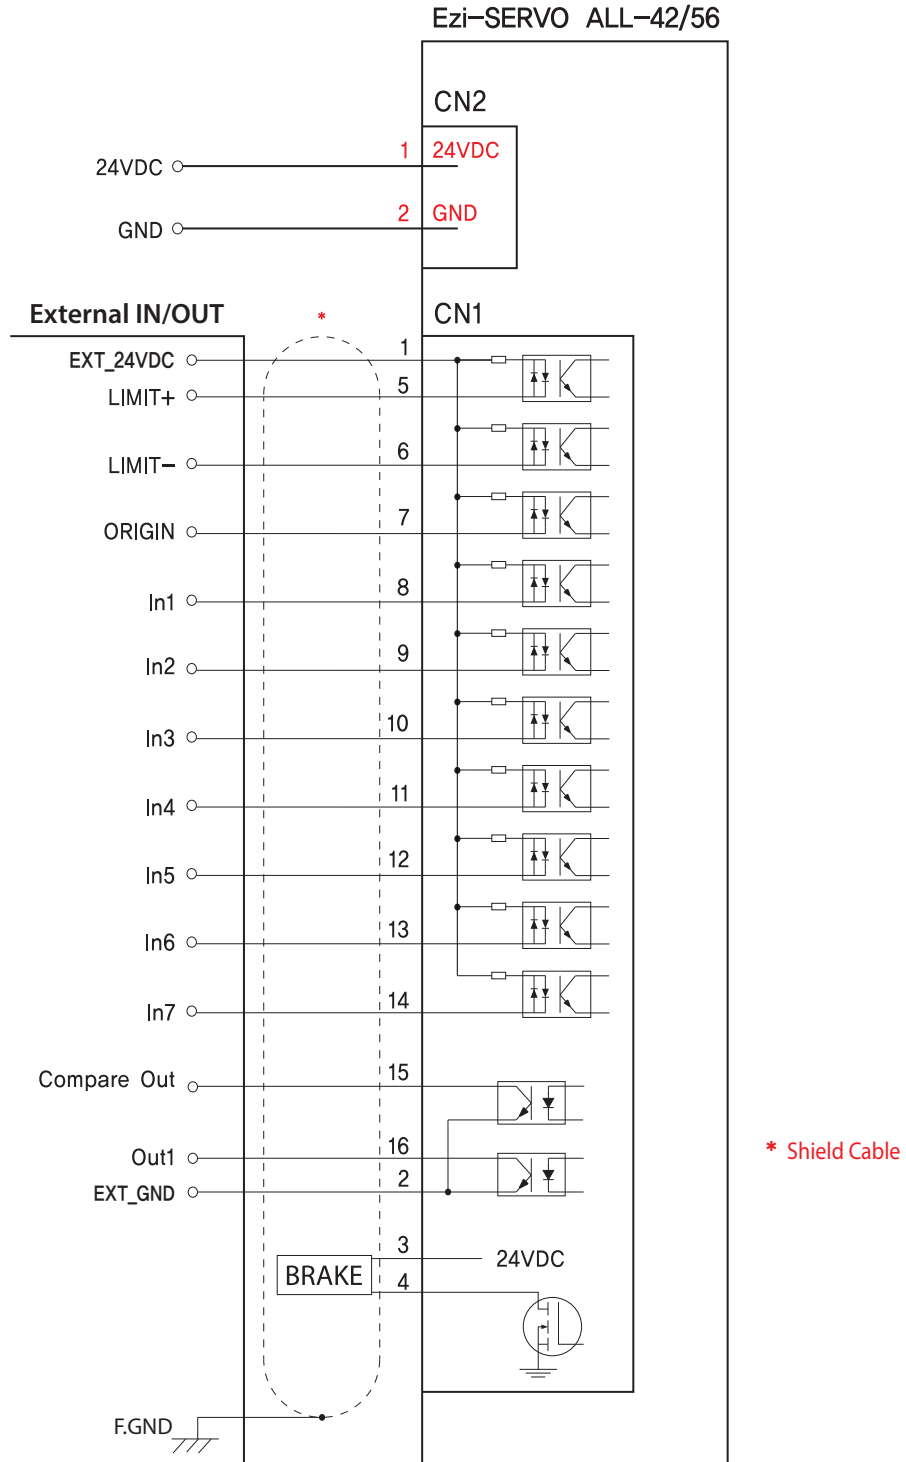 Ezi-SERVO ALL-42/56
CN2
24VDC 1 24VDC
GND 2 GND
External IN/OUT * CN1
EXT_24VDC 1
LIMIT+ 5
LIMIT- 6
ORIGIN 7
In1 8
In2 9
In3 10
In4 11
In5 12
In6 13
In7 14
Compare Out 15
Out1 16
* Shield Cable
EXT_GND 2
BRAKE 3 24VDC
4
F.GND